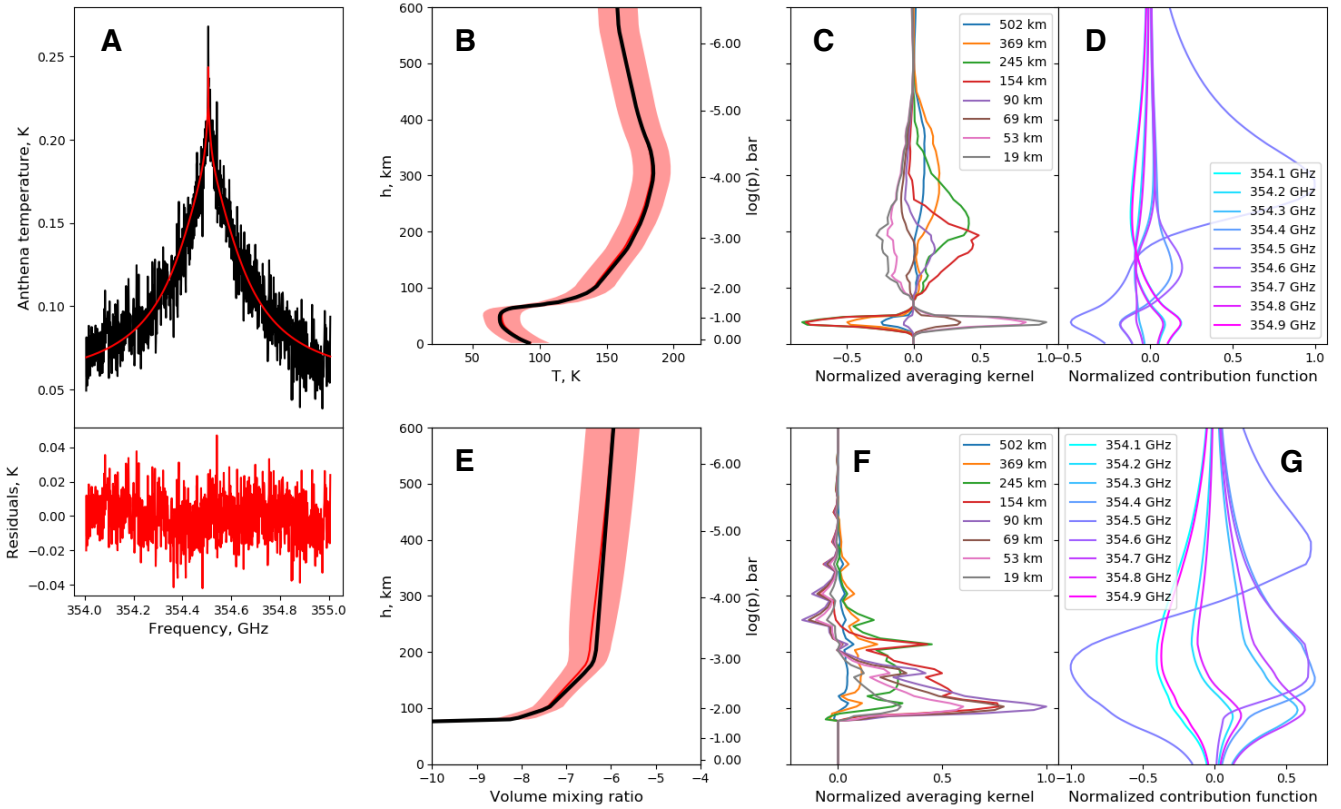 A
Anthena temperature, K
0.25
0.20
0.15
0.10
0.05
Residuals, K
0.04
0.02
0.00
−0.02
−0.04
354.0 354.2 354.4 354.6 354.8 355.0
Frequency, GHz
B
h, km
600
500
400
300
200
100
0
50 100 150 200
T, K
-6.00
-5.00
-4.00
-3.00
-2.00
-1.00
0.00
log(p), bar
C
502 km
369 km
245 km
154 km
90 km
69 km
53 km
19 km
−0.5 0.0 0.5 1.0
Normalized averaging kernel
D
354.1 GHz
354.2 GHz
354.3 GHz
354.4 GHz
354.5 GHz
354.6 GHz
354.7 GHz
354.8 GHz
354.9 GHz
−0.5 0.0 0.5 1.0
Normalized contribution function
E
h, km
600
500
400
300
200
100
0
−10 −9 −8 −7 −6 −5 −4
Volume mixing ratio
-6.00
-5.00
-4.00
-3.00
-2.00
-1.00
0.00
log(p), bar
F
502 km
369 km
245 km
154 km
90 km
69 km
53 km
19 km
0.0 0.5 1.0
Normalized averaging kernel
G
354.1 GHz
354.2 GHz
354.3 GHz
354.4 GHz
354.5 GHz
354.6 GHz
354.7 GHz
354.8 GHz
354.9 GHz
−1.0 −0.5 0.0 0.5
Normalized contribution function